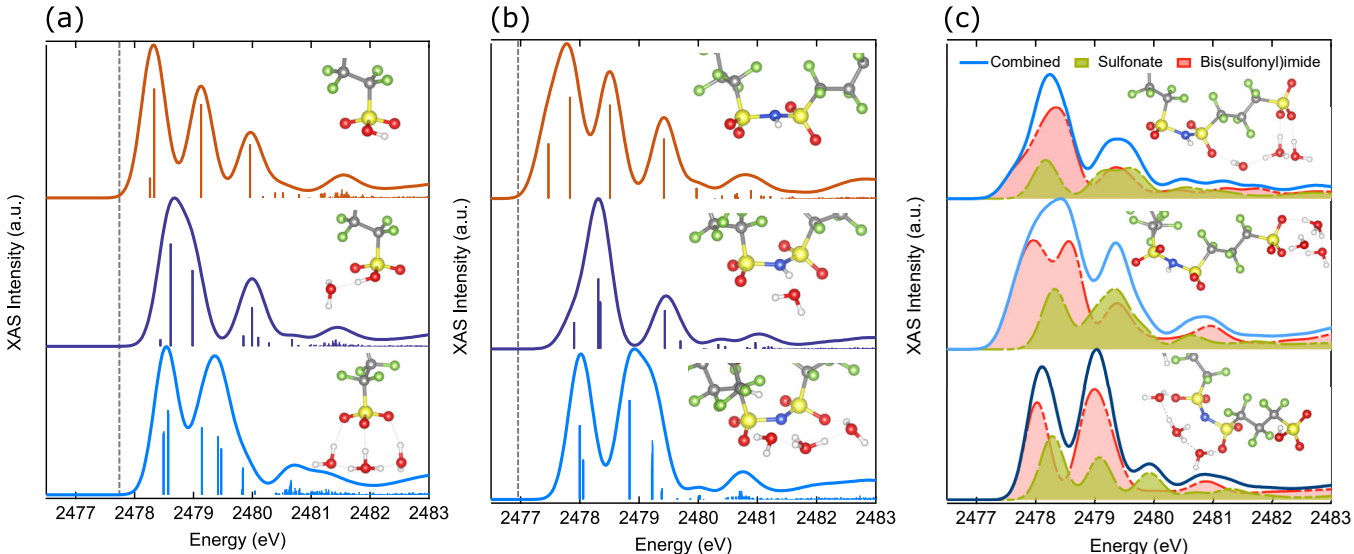 (a)
(b)
(c)
Combined Sulfonate Bis(sulfonyl)imide
XAS Intensity (a.u.)
XAS Intensity (a.u.)
XAS Intensity (a.u.)
2477 2478 2479 2480 2481 2482 2483
2477 2478 2479 2480 2481 2482 2483
2477 2478 2479 2480 2481 2482 2483
Energy (eV)
Energy (eV)
Energy (eV)